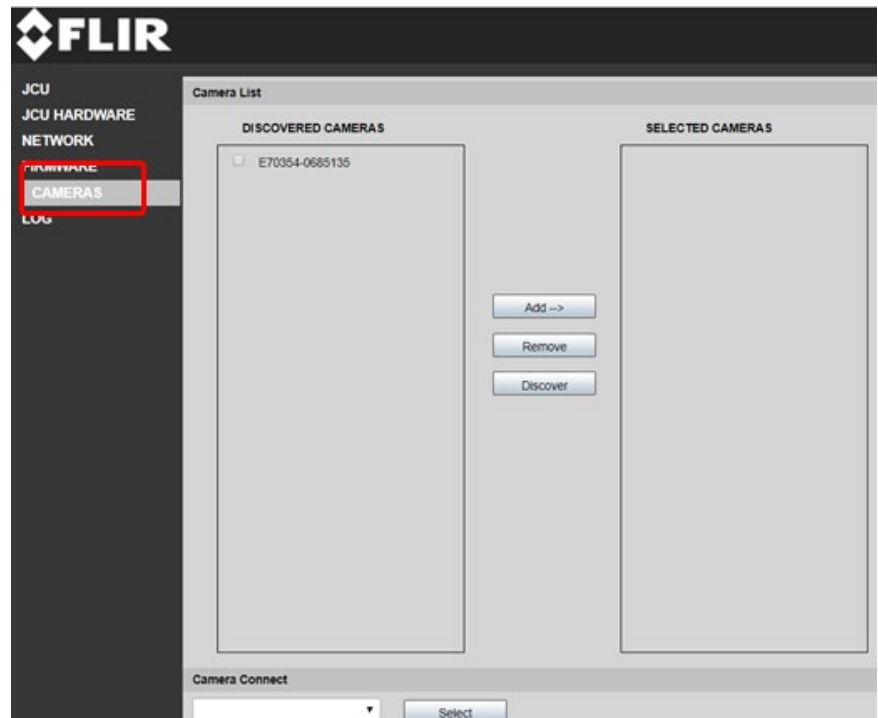 FLIR
JCU
JCU HARDWARE
NETWORK
FIRMWARE
CAMERAS
LOG
Camera List
DISCOVERED CAMERAS
SELECTED CAMERAS
E70354-0685135
Add -->
Remove
Discover
Camera Connect
Select